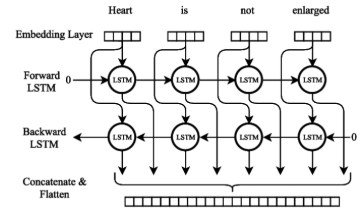 Heart is not enlarged
Embedding Layer
Forward LSTM
0
LSTM LSTM LSTM LSTM
Backward LSTM
LSTM LSTM LSTM LSTM
0
Concatenate &
Flatten